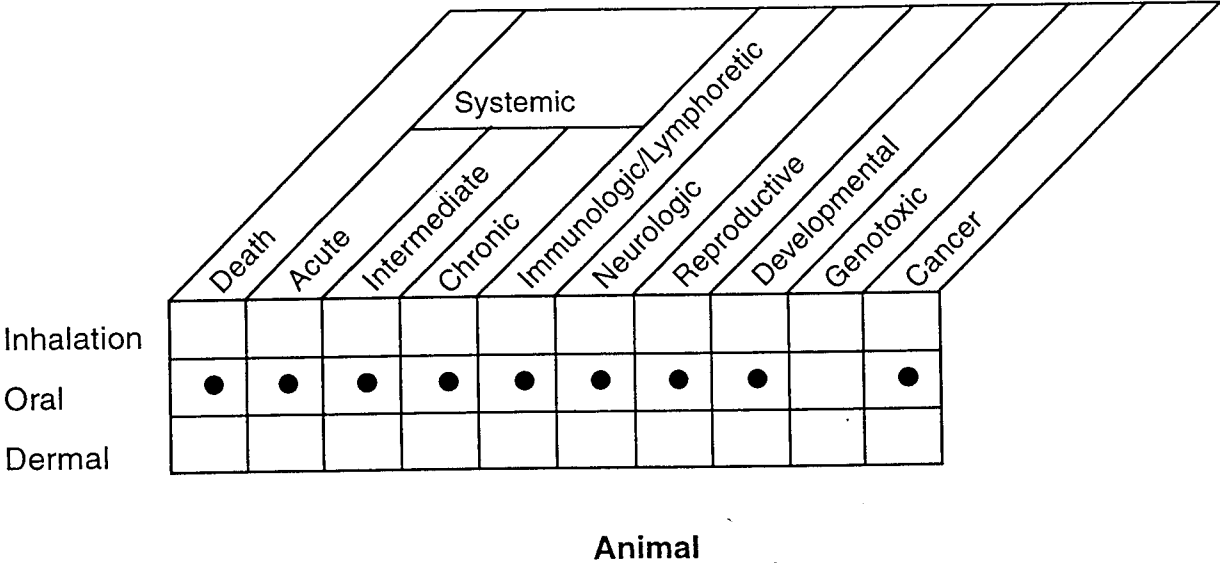 Systemic
Death
Acute
Intermediate
Chronic
Immunologic/Lymphoretic
Neurologic
Reproductive
Developmental
Genotoxic
Cancer
Inhalation
Oral
Dermal
Animal